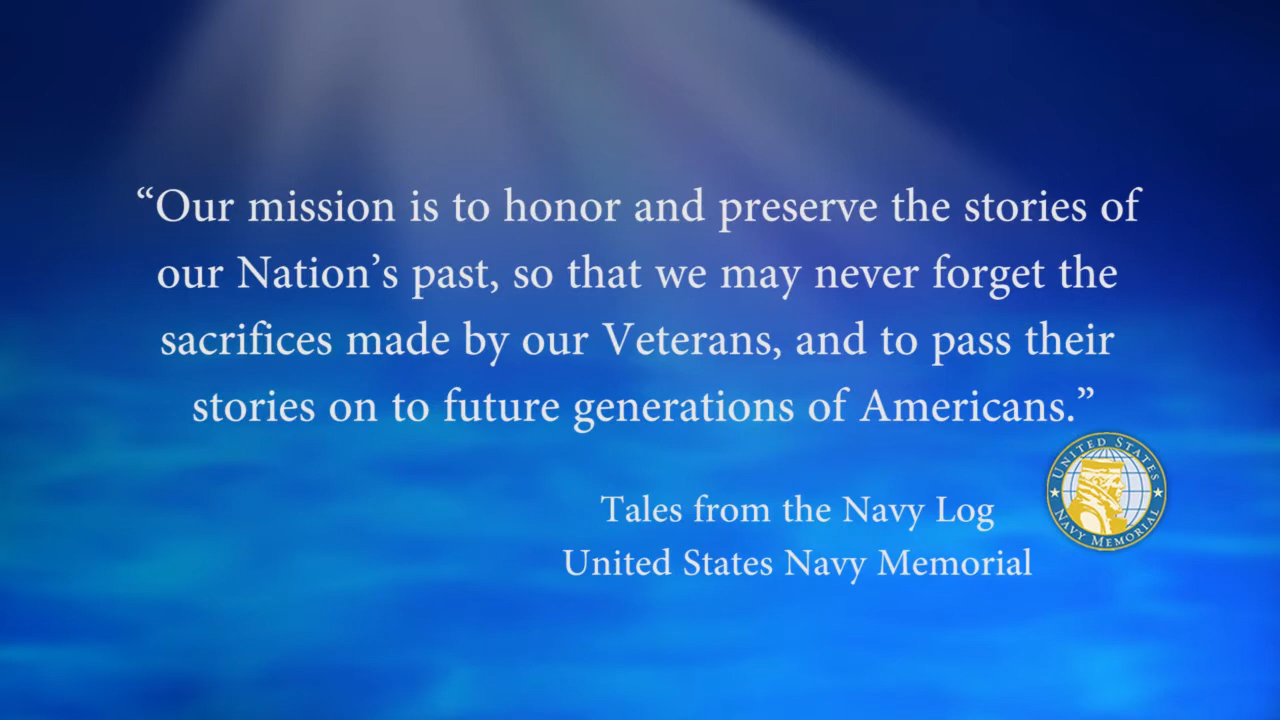 “Our mission is to honor and preserve the stories of
our Nation’s past, so that we may never forget the
sacrifices made by our Veterans, and to pass their
stories on to future generations of Americans.”
Tales from the Navy Log
United States Navy Memorial
UNITED STATES
NAVY MEMORIAL